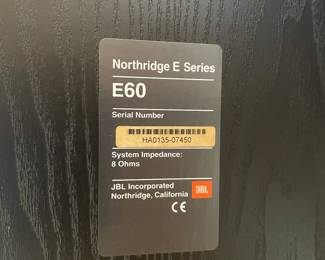 Northridge E Series
E60
Serial Number
HA0135-07450
System Impedance:
8 Ohms
JBL Incorporated
Northridge, California
JBL
CE